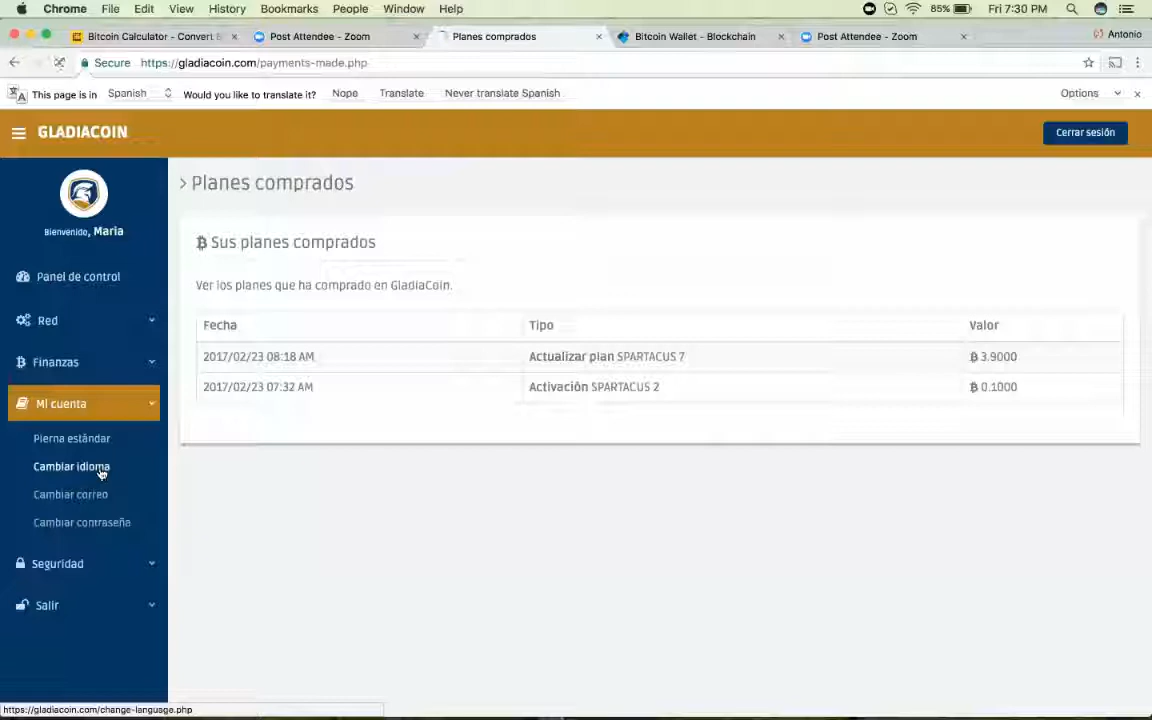 Chrome File Edit View History Bookmarks People Window Help 85% Fri 7:30 PM
Bitcoin Calculator - Convert B Post Attendee - Zoom Planes comprados Bitcoin Wallet - Blockchain Post Attendee - Zoom Antonio
Secure https://gladiacoin.com/payments-made.php
This page is in Spanish Would you like to translate it? Nope Translate Never translate Spanish Options
GLADIACOIN Cerrar sesión
Bienvenido, Maria
Panel de control
Red
Finanzas
Mi cuenta
Pierna estándar
Cambiar idioma
Cambiar correo
Cambiar contraseña
Seguridad
Salir
> Planes comprados
Sus planes comprados
Ver los planes que ha comprado en GladiaCoin.
Fecha Tipo Valor
2017/02/23 08:18 AM Actualizar plan SPARTACUS 7 ₿ 3.9000
2017/02/23 07:32 AM Activación SPARTACUS 2 ₿ 0.1000
https://gladiacoin.com/change-language.php